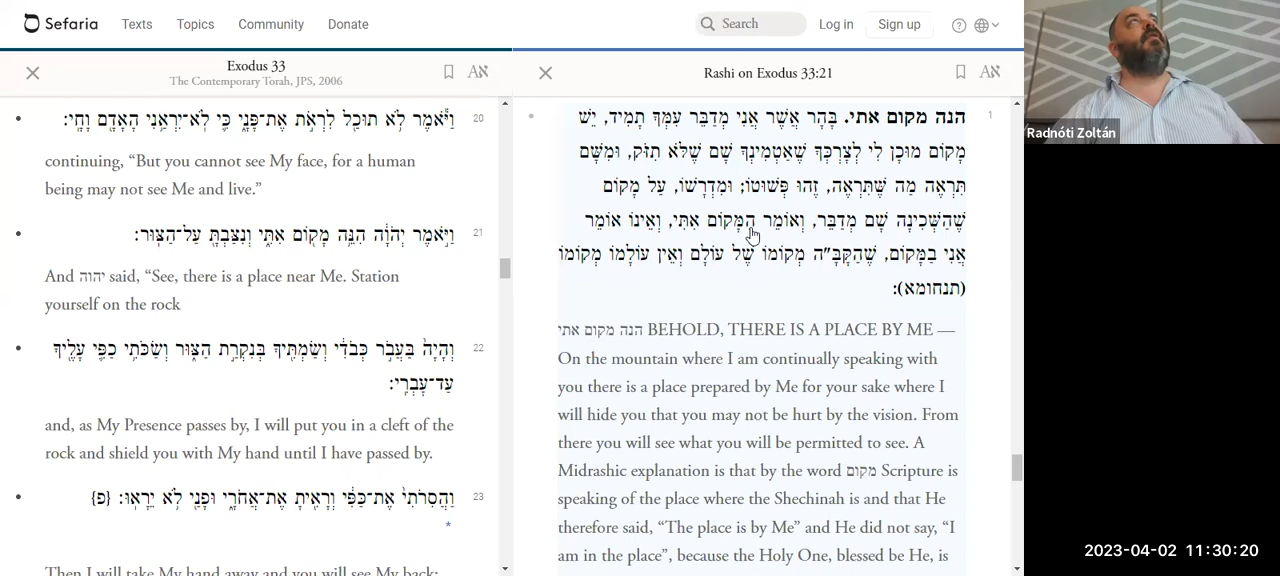 Sefaria
Texts
Topics
Community
Donate
Search
Log in
Sign up
Exodus 33
The Contemporary Torah, JPS, 2006
Rashi on Exodus 33:21
20
וַיֹּ֕אמֶר לֹ֥א תוּכַ֖ל לִרְאֹ֣ת אֶת־פָּנָ֑י כִּ֛י לֹֽא־יִרְאַ֥נִי הָאָדָ֖ם וָחָֽי׃
continuing, “But you cannot see My face, for a human
being may not see Me and live.”
21
וַיֹּ֣אמֶר יְהֹוָ֔ה הִנֵּ֥ה מָק֖וֹם אִתִּ֑י וְנִצַּבְתָּ֖ עַל־הַצּֽוּר׃
And יהוה said, “See, there is a place near Me. Station
yourself on the rock
22
וְהָיָה֙ בַּעֲבֹ֣ר כְּבֹדִ֔י וְשַׂמְתִּ֖יךָ בְּנִקְרַ֣ת הַצּ֑וּר וְשַׂכֹּתִ֥י כַפִּ֛י עָלֶ֖יךָ
עַד־עׇבְרִֽי׃
and, as My Presence passes by, I will put you in a cleft of the
rock and shield you with My hand until I have passed by.
23
וַהֲסִרֹתִי֙ אֶת־כַּפִּ֔י וְרָאִ֖יתָ אֶת־אֲחֹרָ֑י וּפָנַ֖י לֹ֥א יֵרָאֽוּ׃ {פ}
*
Then I will take My hand away and you will see My back;
1
הנה מקום אתי. בָּהָר אֲשֶׁר אֲנִי מְדַבֵּר עִמְּךָ תָּמִיד, יֵשׁ
מָקוֹם מוּכָן לִי לְצָרְכְּךָ שֶׁאַטְמִינְךָ שָׁם שֶׁלֹּא תִזֹּק, וּמִשָּׁם
תִּרְאֶה מַה שֶּׁתִּרְאֶה, זֶהוּ פְּשׁוּטוֹ; וּמִדְרָשׁוֹ, עַל מָקוֹם
שֶׁהַשְּׁכִינָה שָׁם מְדַבֵּר, וְאוֹמֵר הַמָּקוֹם אִתִּי, וְאֵינוֹ אוֹמֵר
אֲנִי בַמָּקוֹם, שֶׁהַקָּבָּ"ה מְקוֹמוֹ שֶׁל עוֹלָם וְאֵין עוֹלָמוֹ מְקוֹמוֹ
(תנחומא):
הנה מקום אתי BEHOLD, THERE IS A PLACE BY ME —
On the mountain where I am continually speaking with
you there is a place prepared by Me for your sake where I
will hide you that you may not be hurt by the vision. From
there you will see what you will be permitted to see. A
Midrashic explanation is that by the word מקום Scripture is
speaking of the place where the Shechinah is and that He
therefore said, “The place is by Me” and He did not say, “I
am in the place”, because the Holy One, blessed be He, is
Radnóti Zoltán
2023-04-02 11:30:20